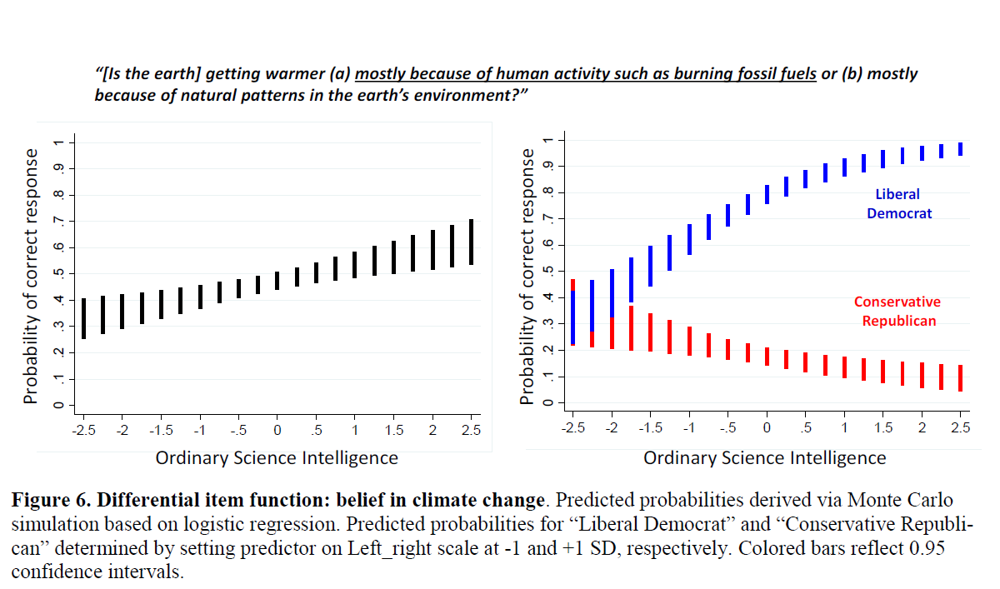 “[Is the earth] getting warmer (a) mostly because of human activity such as burning fossil fuels or (b) mostly
because of natural patterns in the earth’s environment?”
Probability of correct response
1
.9
.8
.7
.6
.5
.4
.3
.2
.1
0
-2.5 -2 -1.5 -1 -.5 0 .5 1 1.5 2 2.5
Ordinary Science Intelligence
Probability of correct response
1
.9
.8
.7
.6
.5
.4
.3
.2
.1
0
Liberal
Democrat
Conservative
Republican
-2.5 -2 -1.5 -1 -.5 0 .5 1 1.5 2 2.5
Ordinary Science Intelligence
Figure 6. Differential item function: belief in climate change. Predicted probabilities derived via Monte Carlo
simulation based on logistic regression. Predicted probabilities for “Liberal Democrat” and “Conservative Republi-
can” determined by setting predictor on Left_right scale at -1 and +1 SD, respectively. Colored bars reflect 0.95
confidence intervals.